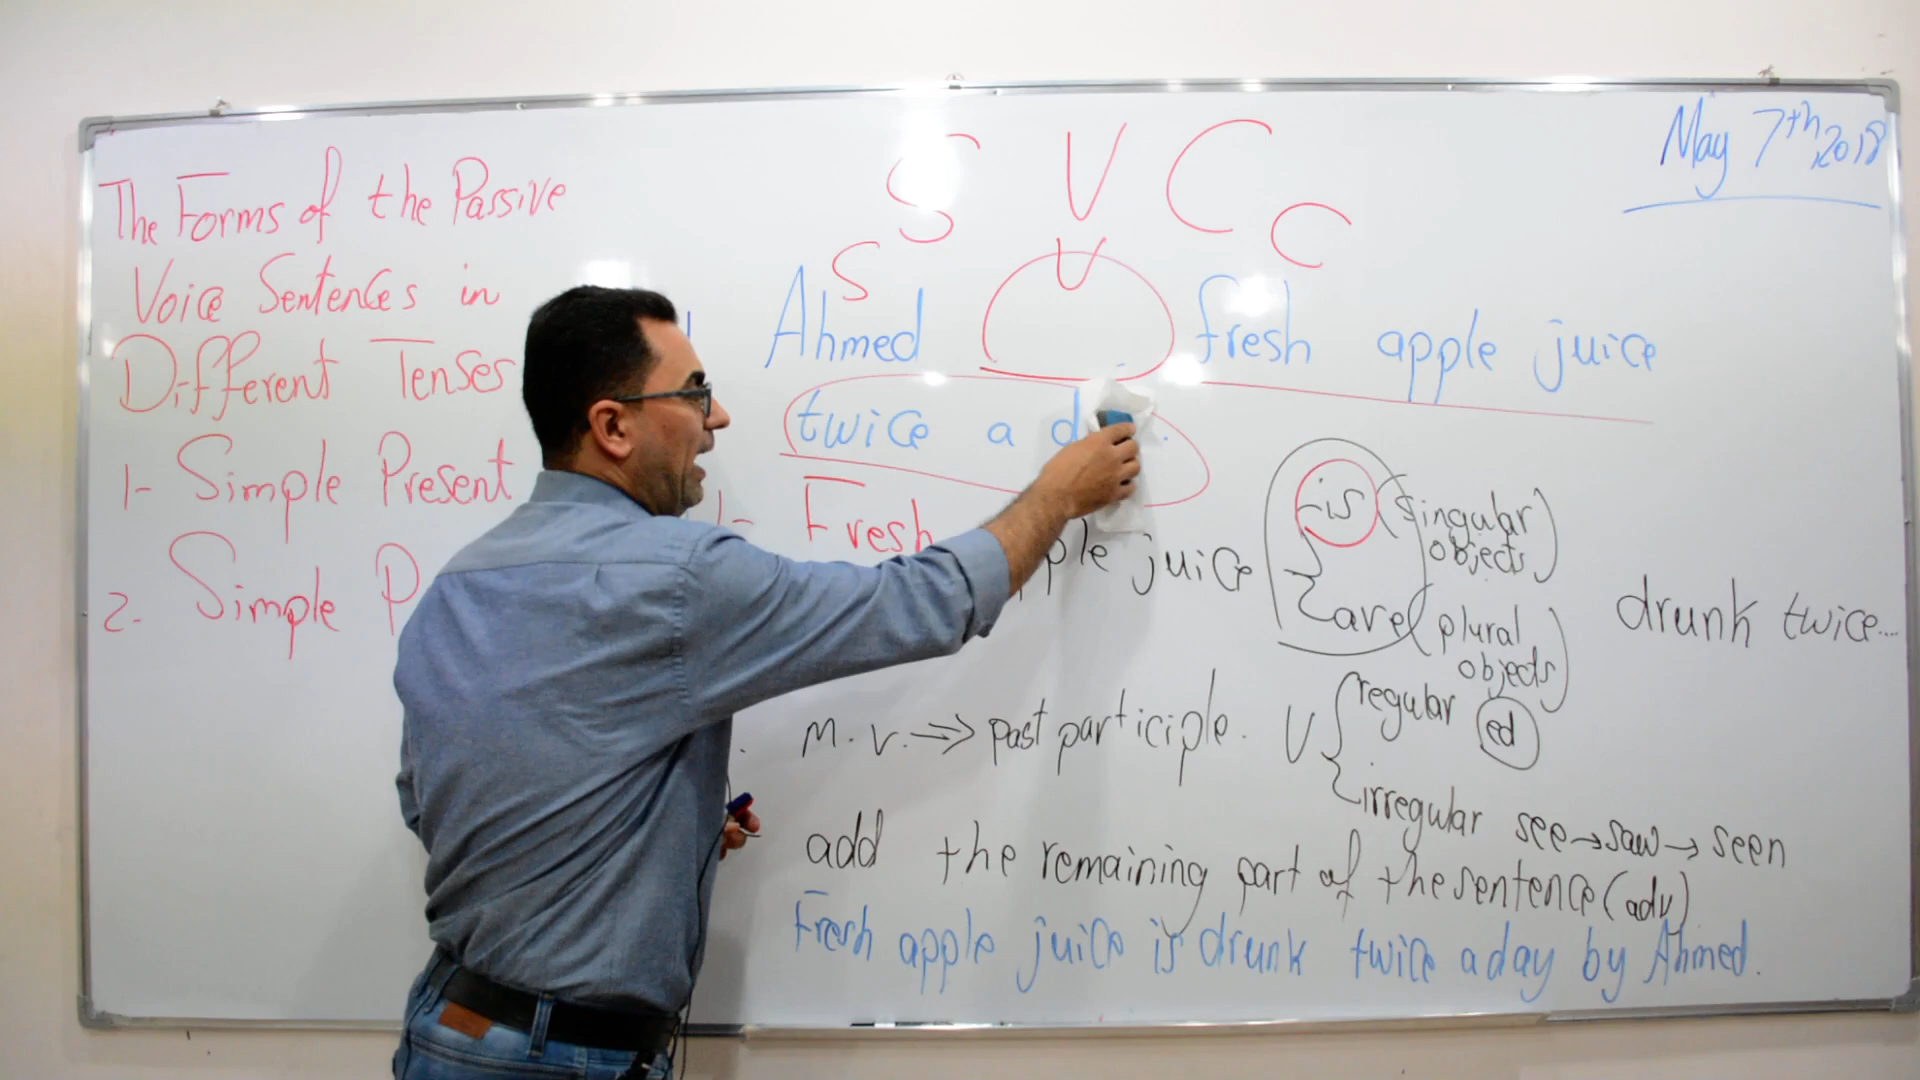 The Forms of the Passive
Voice Sentences in
Different Tenses
1- Simple Present
2- Simple P
May 7th, 2018
S V C
S V C
Ahmed fresh apple juice
twice a d
1- Fresh apple juice
is (singular
objects)
are (plural
objects)
drunk twice...
m.v. => past participle. V
regular ed
irregular see→saw→seen
add the remaining part of the sentence (adv)
Fresh apple juice is drunk twice a day by Ahmed.